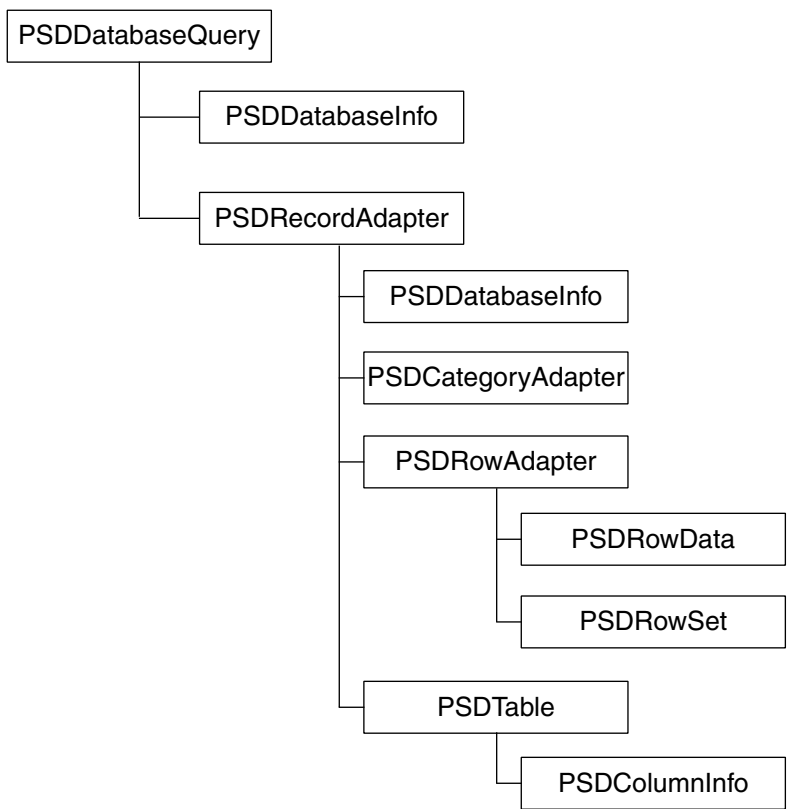 PSDDatabaseQuery
PSDDatabaseInfo
PSDRecordAdapter
PSDDatabaseInfo
PSDCategoryAdapter
PSDRowAdapter
PSDRowData
PSDRowSet
PSDTable
PSDColumnInfo